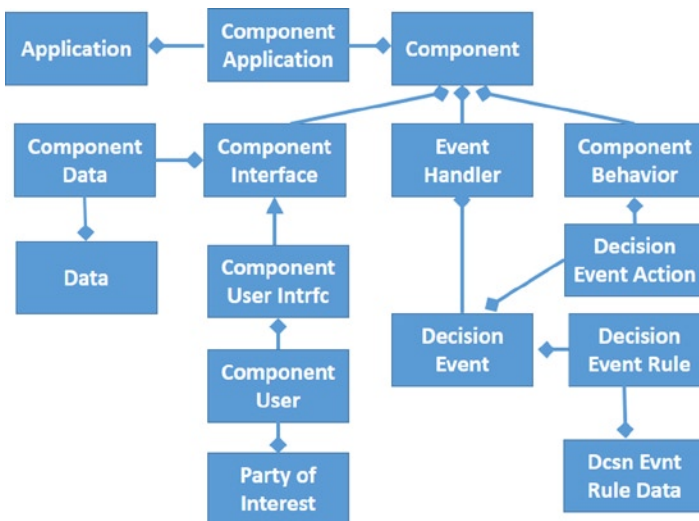 Application
Component
Application
Component
Component
Data
Component
Interface
Event
Handler
Component
Behavior
Data
Component
User Intrfc
Decision
Event Action
Component
User
Decision
Event
Decision
Event Rule
Party of
Interest
Dcsn Evnt
Rule Data